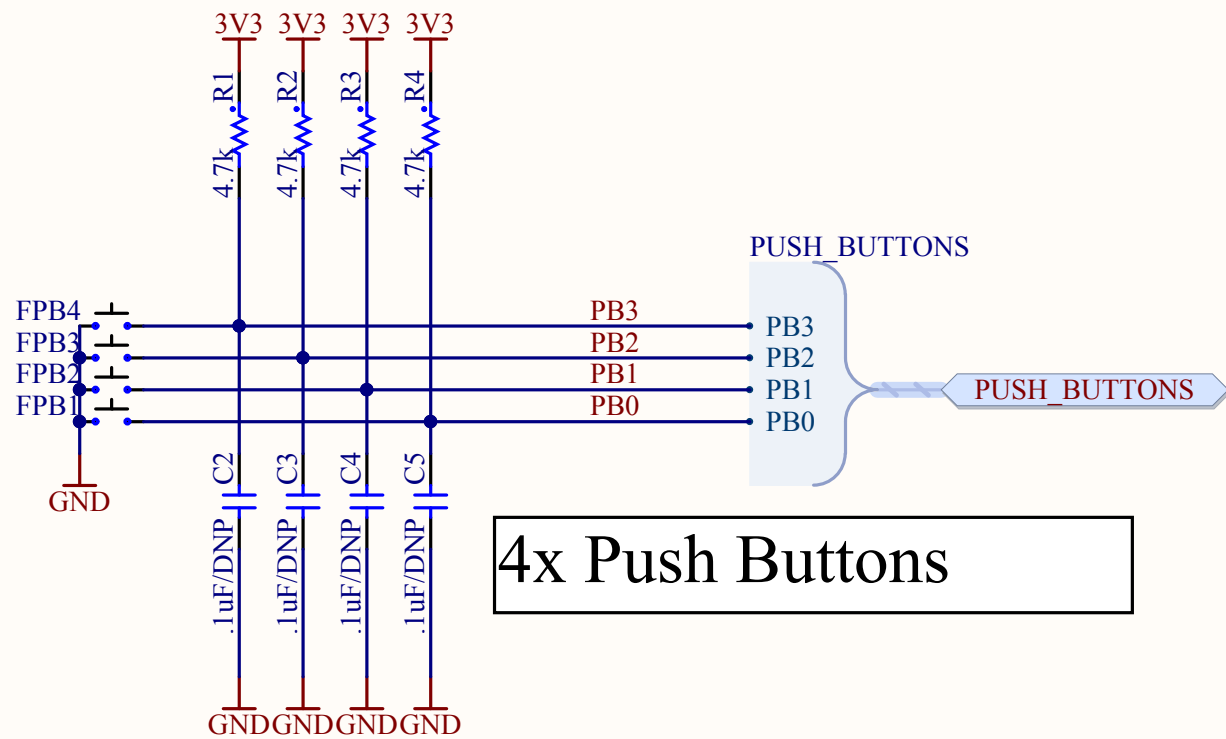 3V3 3V3 3V3 3V3
R1 R2 R3 R4
4.7k 4.7k 4.7k 4.7k
PUSH_BUTTONS
FPB4 PB3 PB3
FPB3 PB2 PB2
FPB2 PB1 PB1
PUSH_BUTTONS
FPB1 PB0 PB0
C2 C3 C4 C5
GND
.1uF/DNP .1uF/DNP .1uF/DNP .1uF/DNP
4x Push Buttons
GND GND GND GND